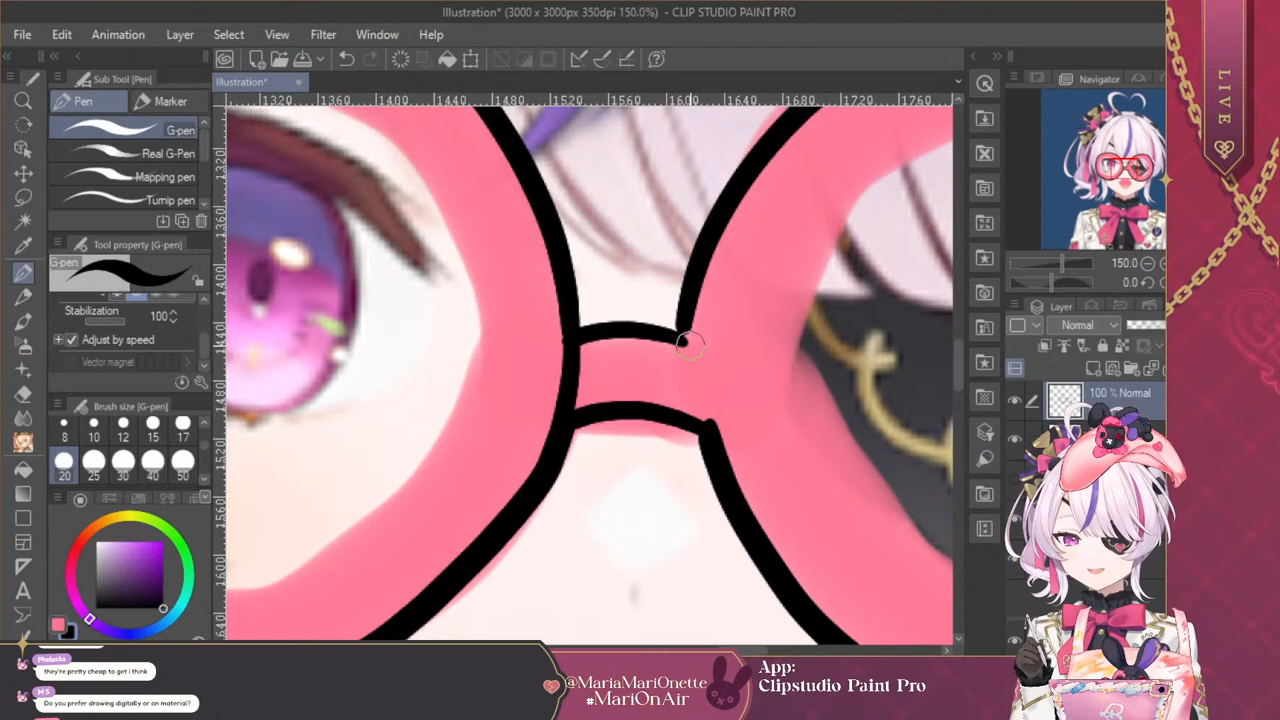 Illustration* (3000 x 3000px 350dpi 150.0%) - CLIP STUDIO PAINT PRO
File Edit Animation Layer Select View Filter Window Help
Sub Tool [Pen]
Illustration*
Navigator
Pen Marker
1320 1360 1400 1440 1480 1520 1560 1600 1640 1680 1720 1760
G-pen
Real G-Pen
Mapping pen
Turnip pen
Tool property [G-pen]
G-pen
150.0
0.0
Stabilization 100
Adjust by speed
Vector magnet
Layer
Normal
Brush size [G-pen]
8 10 12 15 17
20 25 30 40 50
100 % Normal
LIVE
Pholecks
they're pretty cheap to get i think
M S
Do you prefer drawing digitally or on material?
@MariaMariOnette
#MariOnAir
App:
Clipstudio Paint Pro